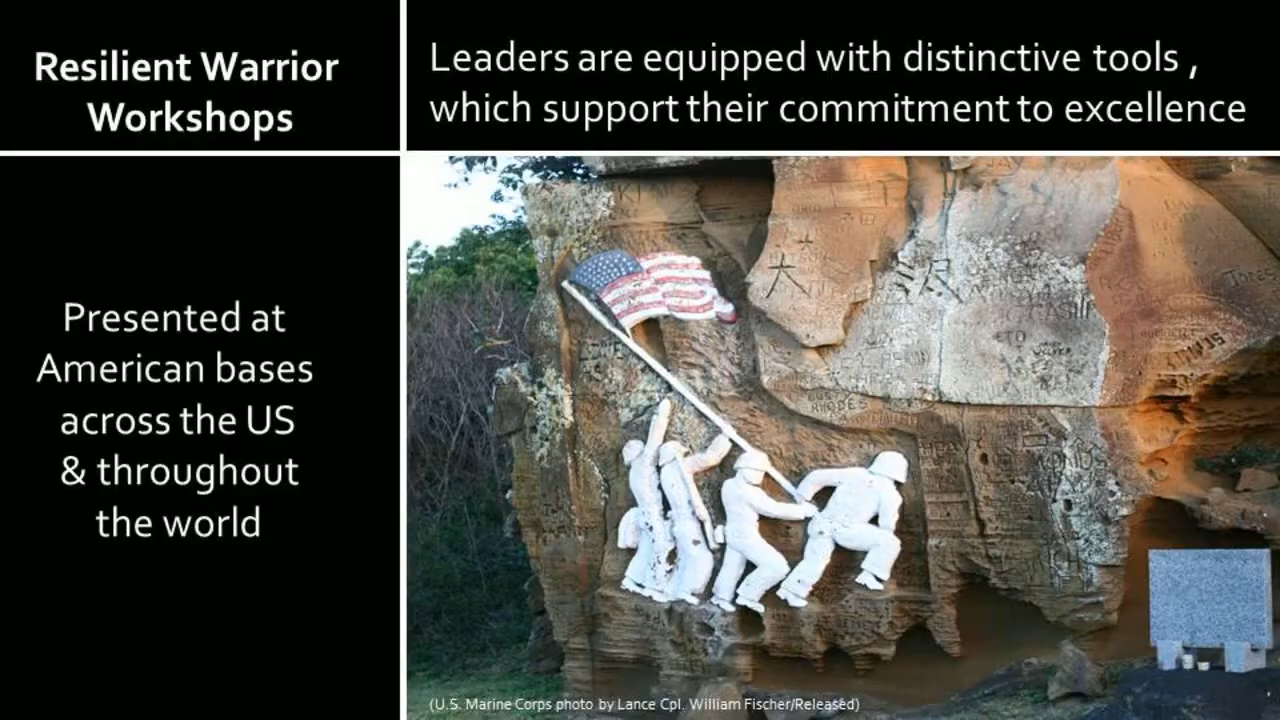 Resilient Warrior
Workshops
Leaders are equipped with distinctive tools ,
which support their commitment to excellence
Presented at
American bases
across the US
& throughout
the world
大
RHODES
(U.S. Marine Corps photo by Lance Cpl. William Fischer/Released)